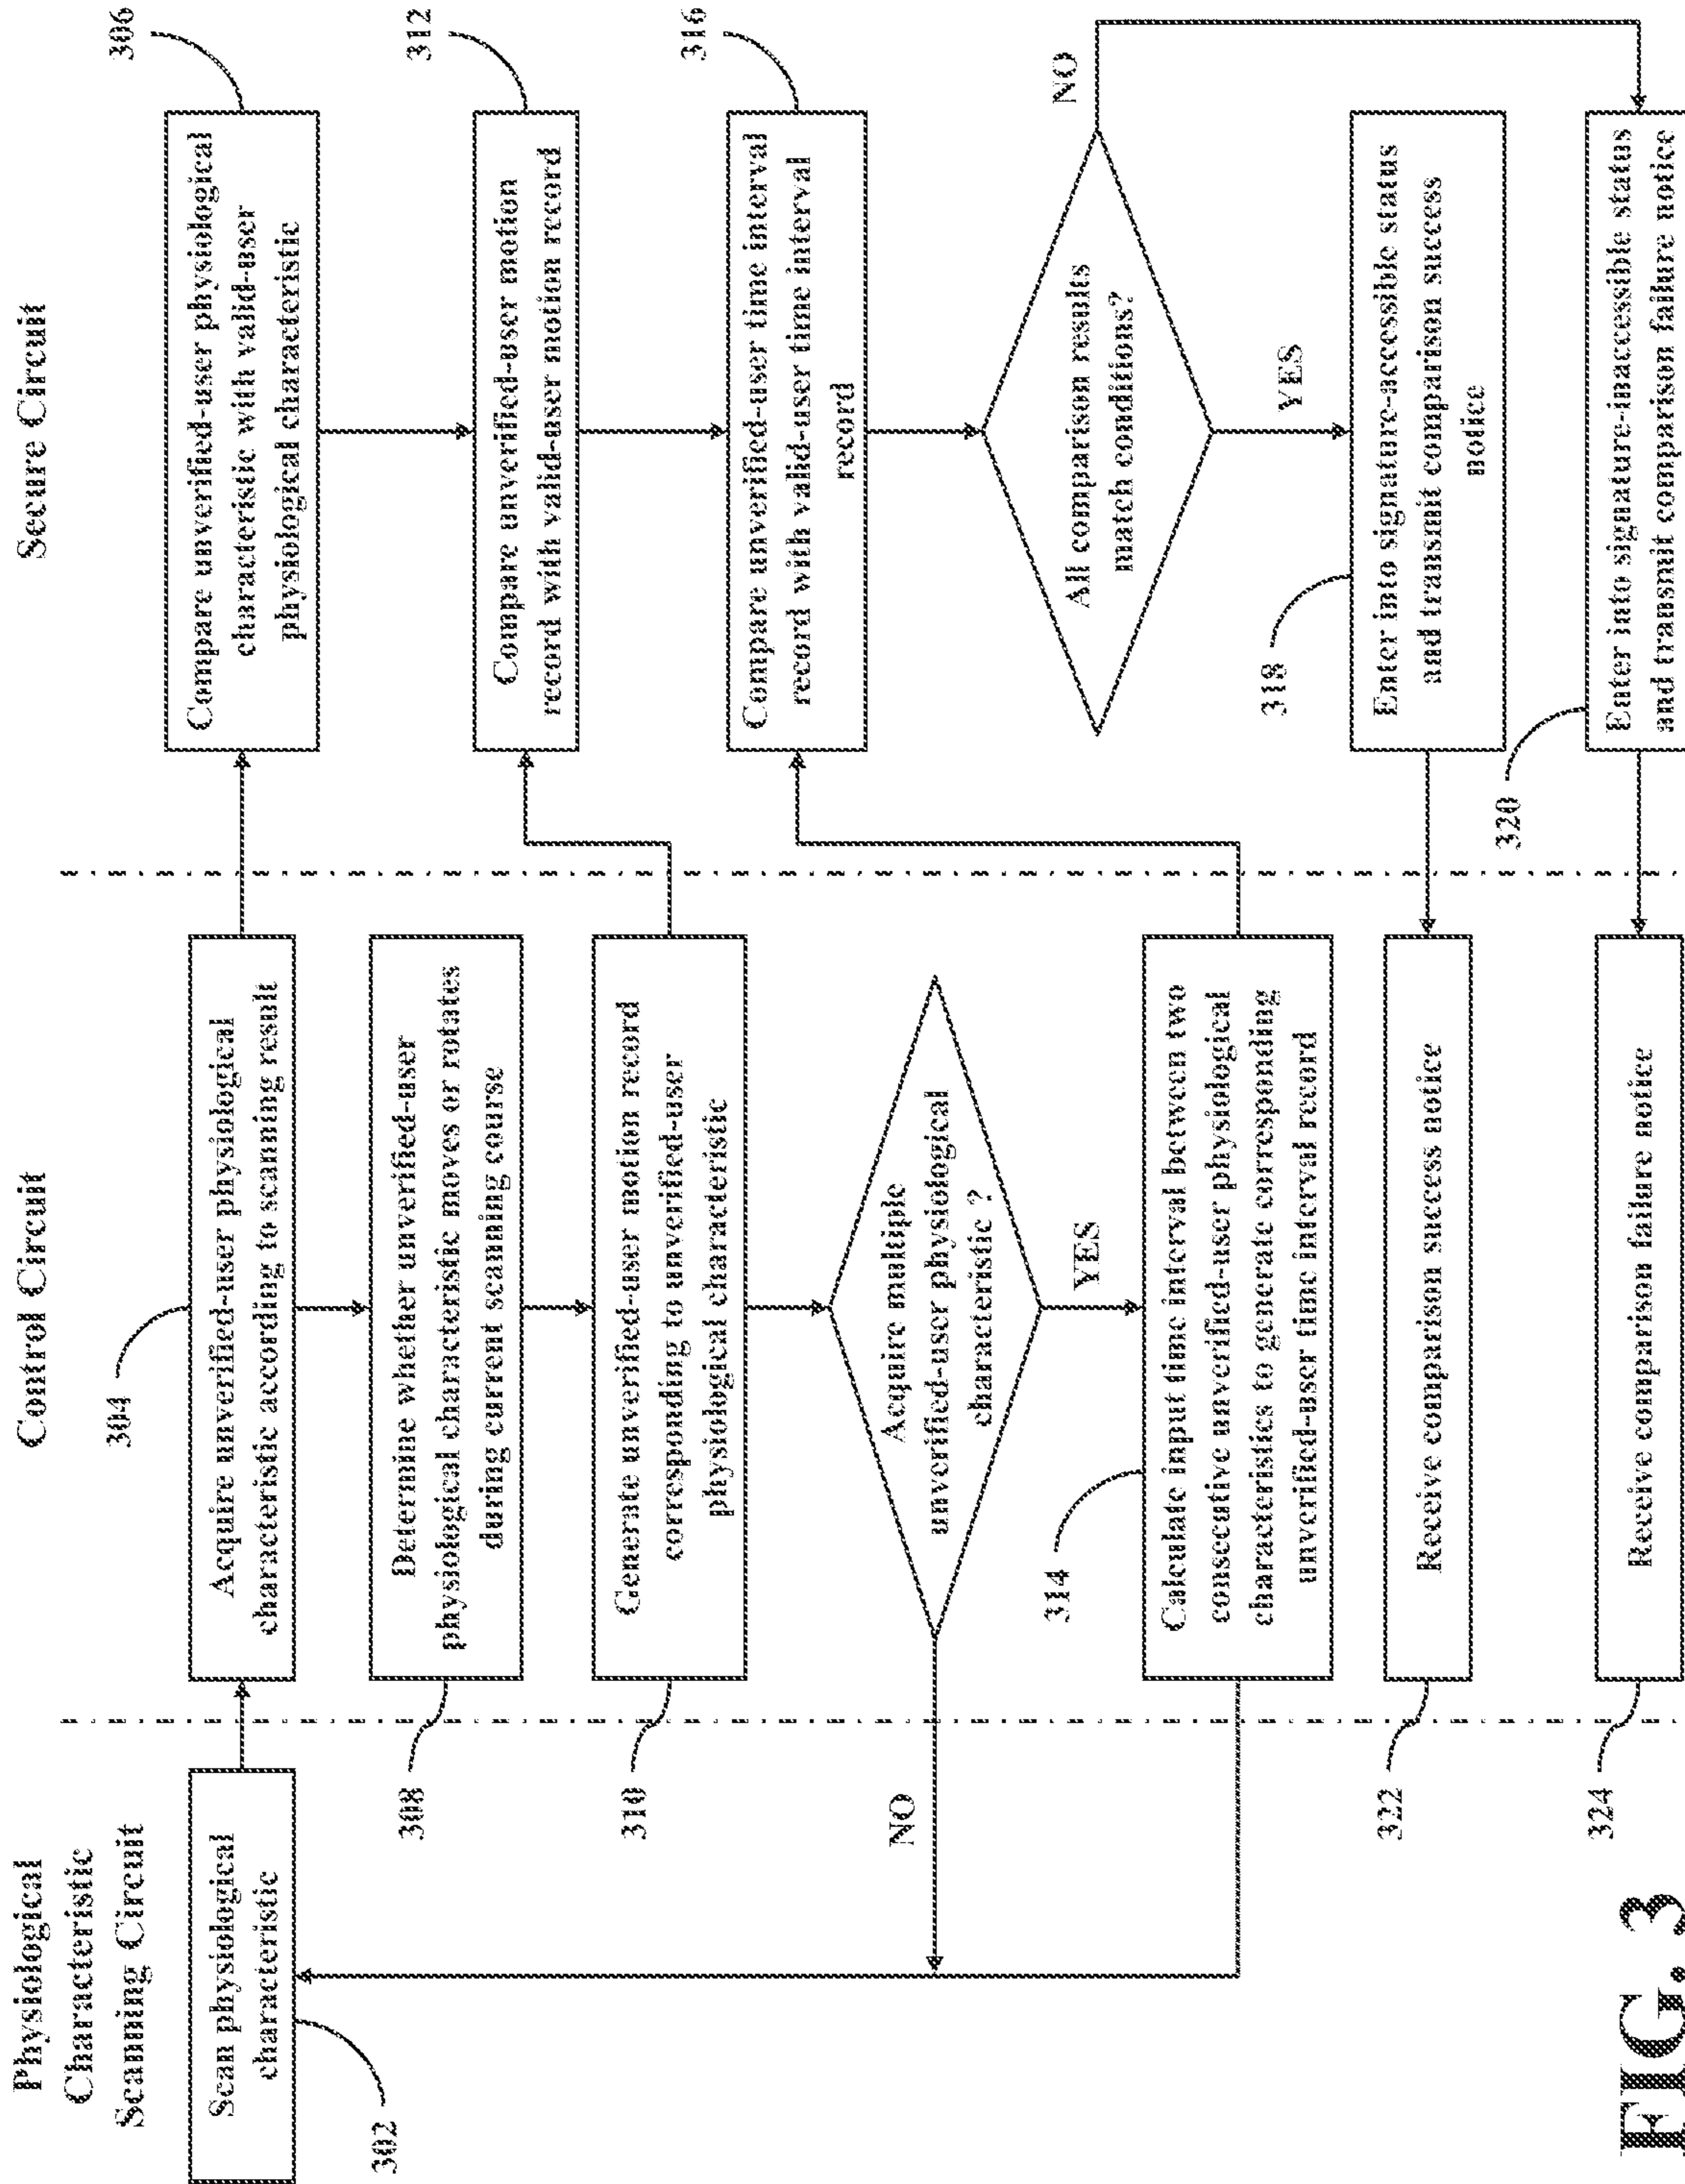 Physiological
Characteristic
Scanning Circuit
Control Circuit
Secure Circuit
Scan physiological
characteristic
302
304
Acquire unverified-user physiological
characteristic according to scanning result
306
Compare unverified-user physiological
characteristic with valid-user
physiological characteristic
308
Determine whether unverified-user
physiological characteristic moves or rotates
during current scanning course
310
Generate unverified-user motion record
corresponding to unverified-user
physiological characteristic
312
Compare unverified-user motion
record with valid-user motion record
NO
Acquire multiple
unverified-user physiological
characteristic ?
YES
314
Calculate input time interval between two
consecutive unverified-user physiological
characteristics to generate corresponding
unverified-user time interval record
316
Compare unverified-user time interval
record with valid-user time interval
record
All comparison results
match conditions?
NO
YES
318
Enter into signature-accessible status
and transmit comparison success
notice
322
Receive comparison success notice
320
Enter into signature-inaccessible status
and transmit comparison failure notice
324
Receive comparison failure notice
FIG. 3